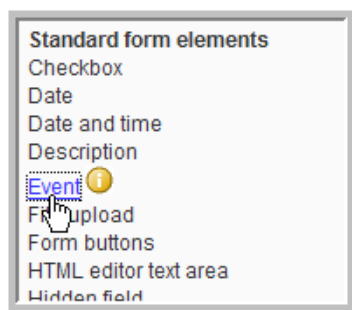 Standard form elements
Checkbox
Date
Date and time
Description
Event
File upload
Form buttons
HTML editor text area
Hidden field